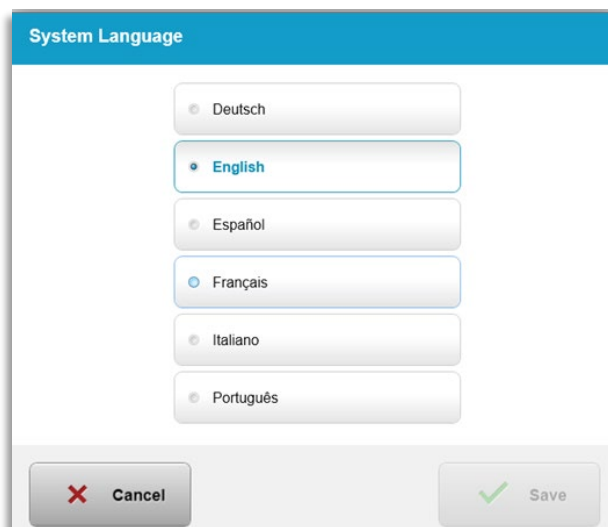 System Language
Deutsch
English
Español
Français
Italiano
Português
Cancel
Save